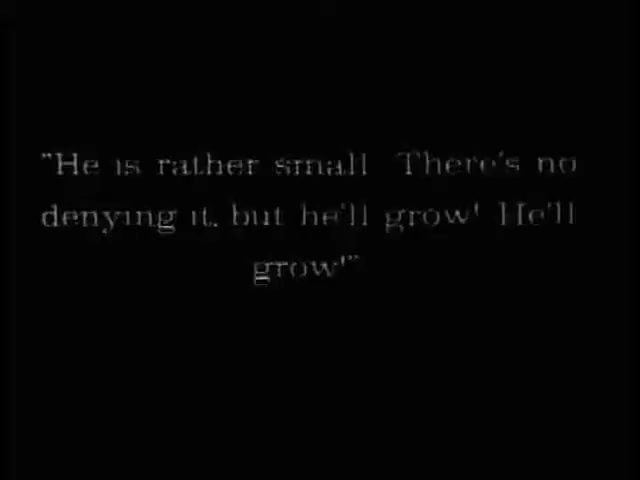 "He is rather small. There's no
denying it, but he'll grow! He'll
grow!"